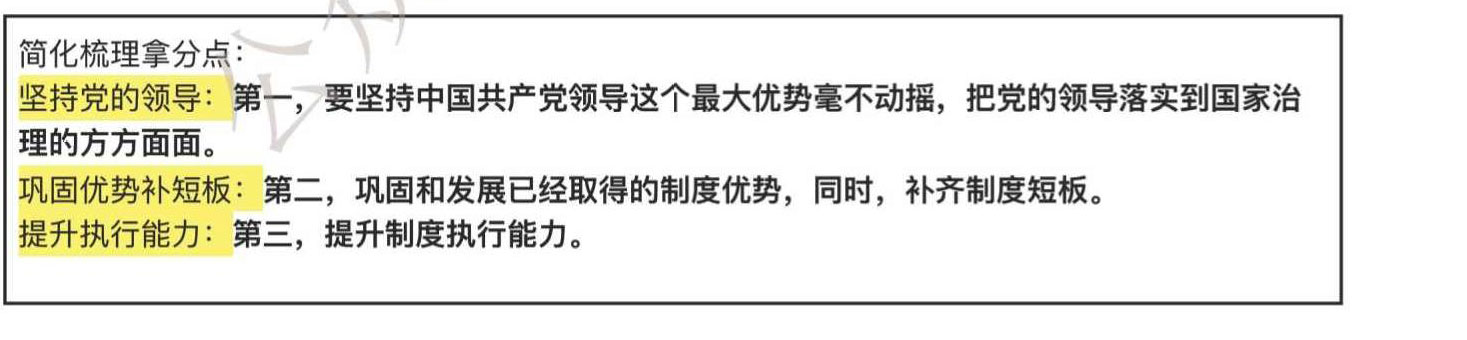 简化梳理拿分点：
坚持党的领导：第一，要坚持中国共产党领导这个最大优势毫不动摇，把党的领导落实到国家治
理的方方面面。
巩固优势补短板：第二，巩固和发展已经取得的制度优势，同时，补齐制度短板。
提升执行能力：第三，提升制度执行能力。